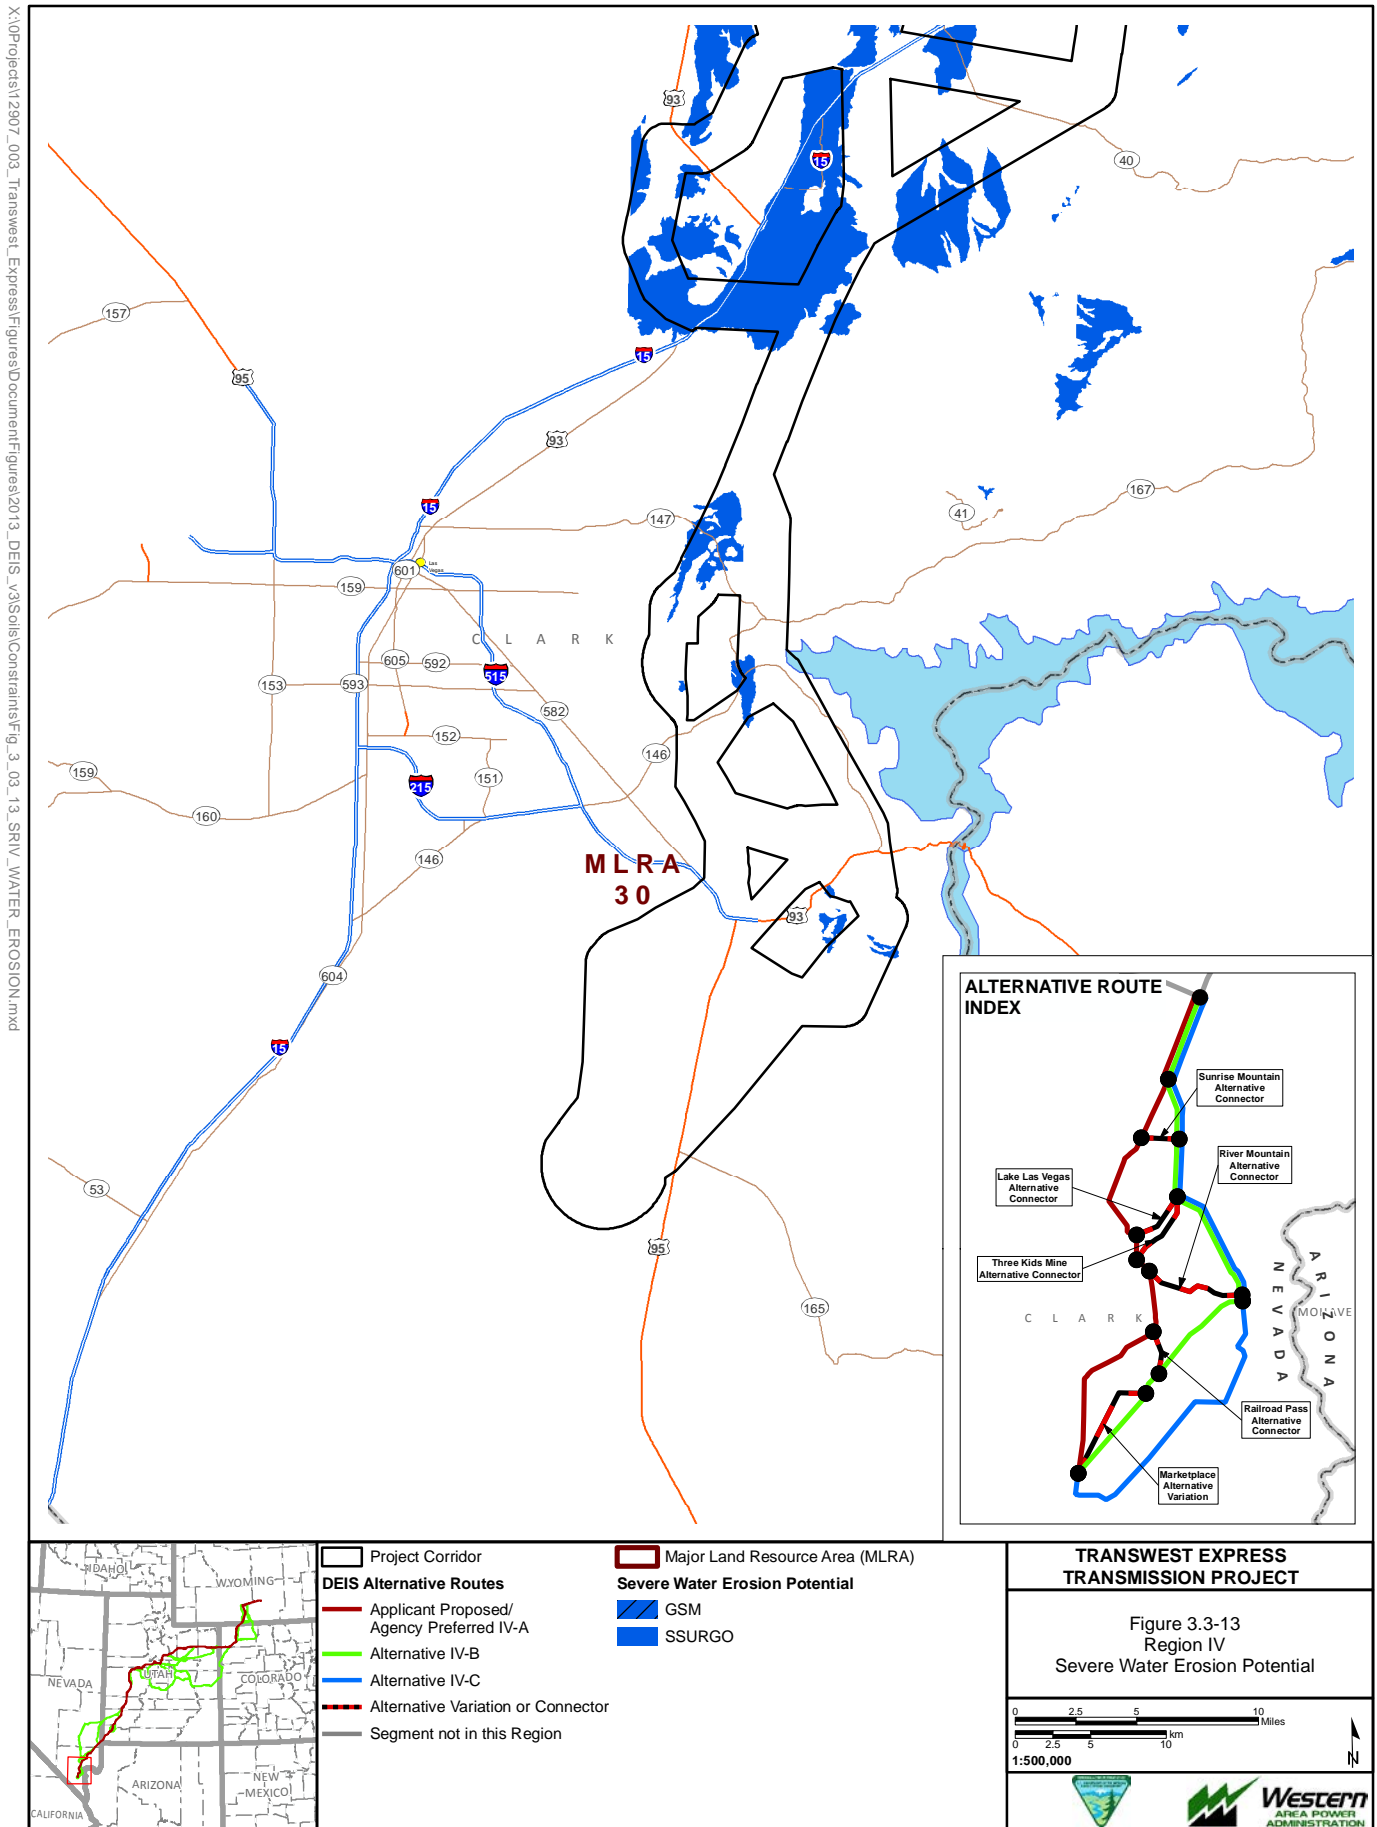 X:\0Projects\12907_003_Transwest_Express\Figures\DocumentFigures\2013_DEIS_v3\Soils\Constraints\Fig_3_03_13_SRIV_WATER_EROSION.mxd
93
15
40
157
15
95
93
15
147
167
41
Las
Vegas
601
159
CLARK
605
592
515
153
593
582
152
146
159
215
151
160
146
MLRA
30
93
604
15
53
95
165
ALTERNATIVE ROUTE
INDEX
Sunrise Mountain
Alternative
Connector
River Mountain
Alternative
Connector
Lake Las Vegas
Alternative
Connector
Three Kids Mine
Alternative Connector
CLARK
NEVADA
ARIZONA
MOHAVE
Railroad Pass
Alternative
Connector
Marketplace
Alternative
Variation
IDAHO
WYOMING
NEVADA
UTAH
COLORADO
ARIZONA
NEW
MEXICO
CALIFORNIA
Project Corridor
DEIS Alternative Routes
Applicant Proposed/
Agency Preferred IV-A
Alternative IV-B
Alternative IV-C
Alternative Variation or Connector
Segment not in this Region
Major Land Resource Area (MLRA)
Severe Water Erosion Potential
GSM
SSURGO
TRANSWEST EXPRESS
TRANSMISSION PROJECT
Figure 3.3-13
Region IV
Severe Water Erosion Potential
0 2.5 5 10 Miles
0 2.5 5 10 km
1:500,000
N
Western
AREA POWER
ADMINISTRATION